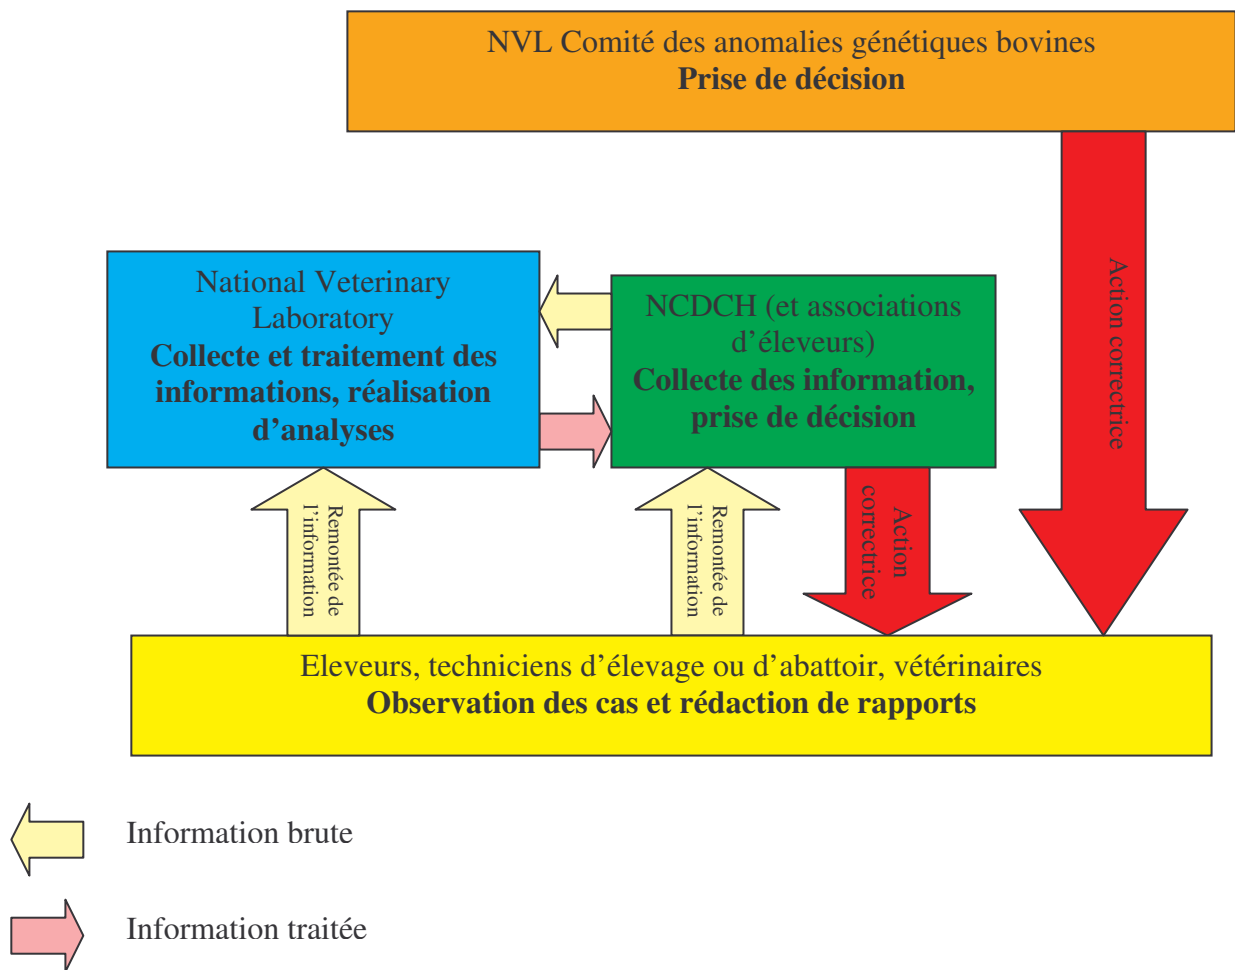 NVL Comité des anomalies génétiques bovines
Prise de décision
Action correctrice
National Veterinary
Laboratory
Collecte et traitement des
informations, réalisation
d’analyses
NCDCH (et associations
d’éleveurs)
Collecte des information,
prise de décision
Remontée de
l’information
Remontée de
l’information
Action
correctrice
Eleveurs, techniciens d’élevage ou d’abattoir, vétérinaires
Observation des cas et rédaction de rapports
Information brute
Information traitée